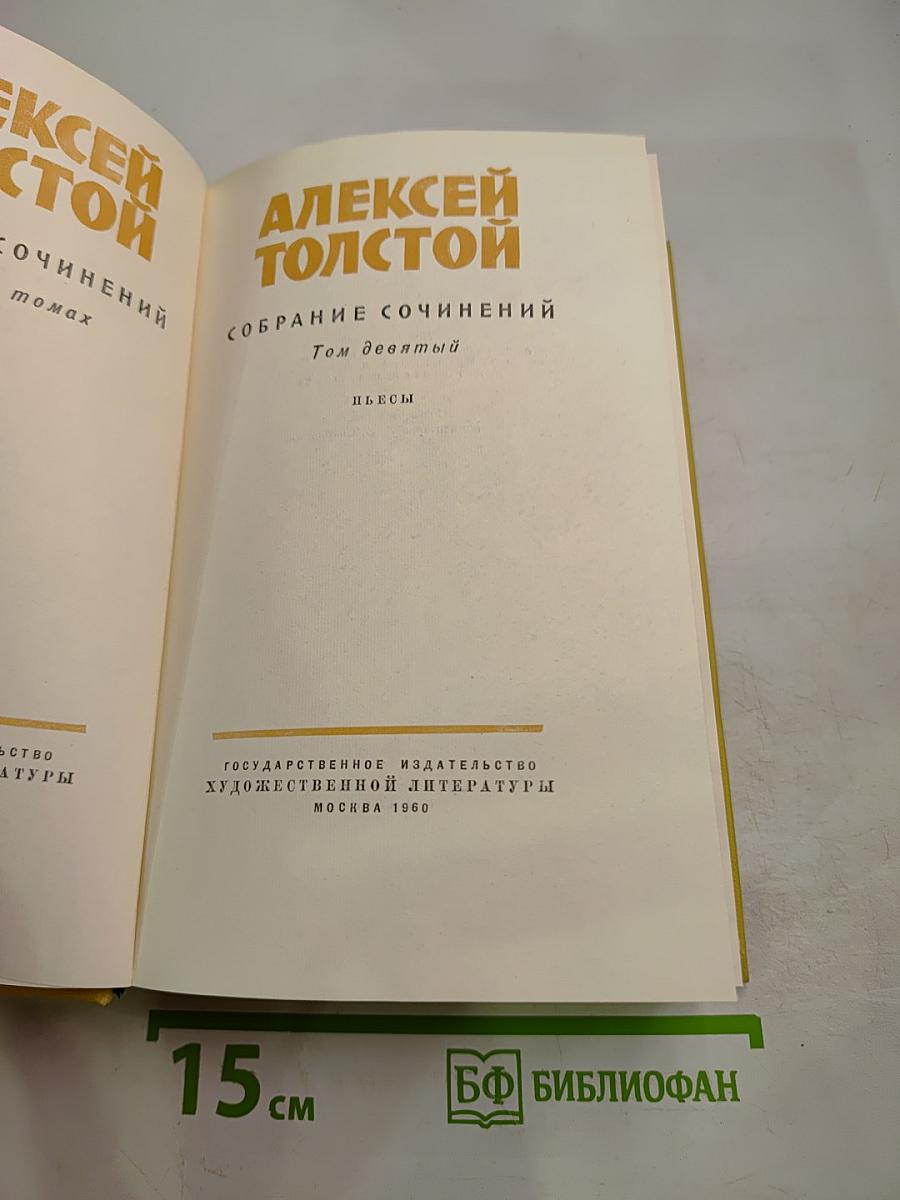 ЕКСЕЙ
СТОЙ
СОЧИНЕНИЙ
томах
ЬСТВО
АТУРЫ
АЛЕКСЕЙ
ТОЛСТОЙ
СОБРАНИЕ СОЧИНЕНИЙ
Том девятый
ПЬЕСЫ
ГОСУДАРСТВЕННОЕ ИЗДАТЕЛЬСТВО
ХУДОЖЕСТВЕННОЙ ЛИТЕРАТУРЫ
МОСКВА 1960
15 см
БФ БИБЛИОФАН